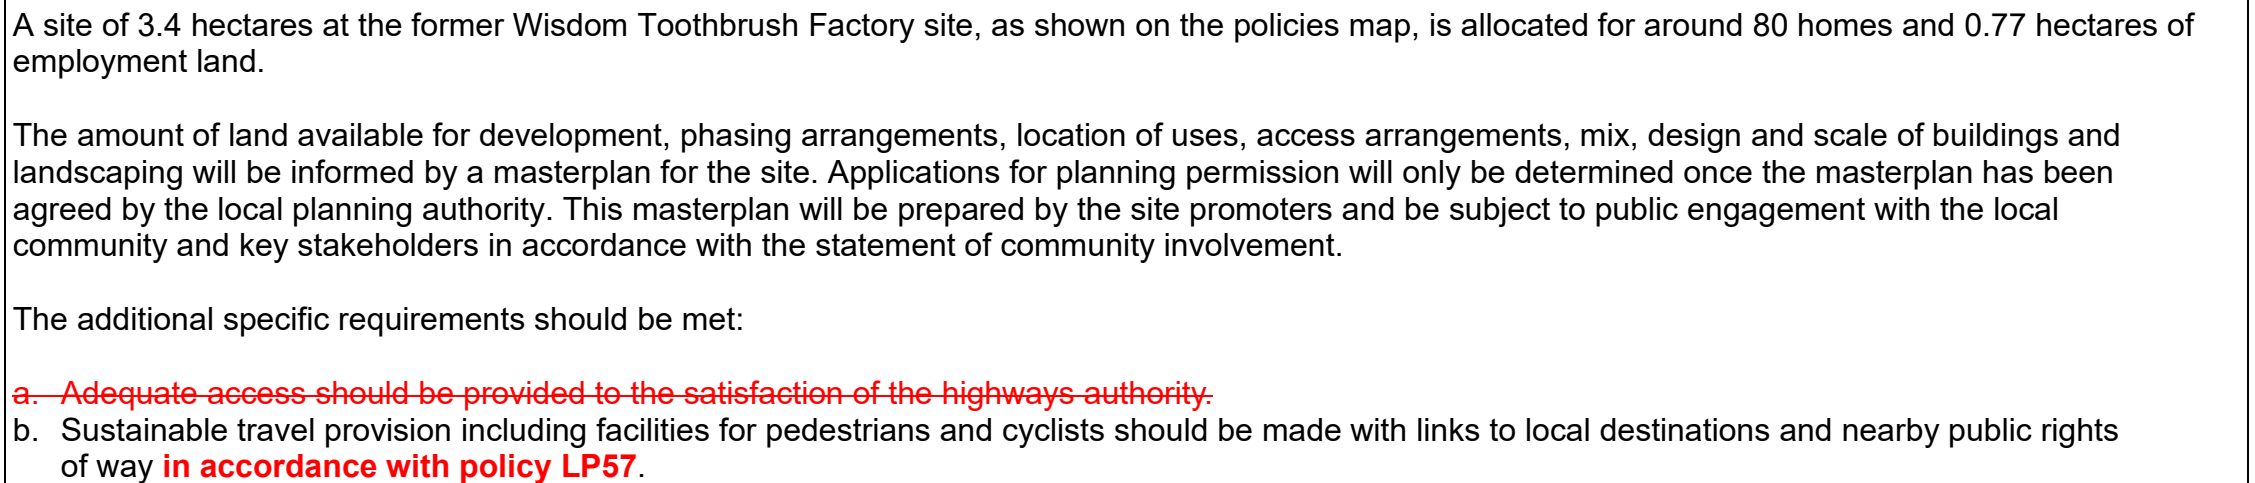 A site of 3.4 hectares at the former Wisdom Toothbrush Factory site, as shown on the policies map, is allocated for around 80 homes and 0.77 hectares of
employment land.
The amount of land available for development, phasing arrangements, location of uses, access arrangements, mix, design and scale of buildings and
landscaping will be informed by a masterplan for the site. Applications for planning permission will only be determined once the masterplan has been
agreed by the local planning authority. This masterplan will be prepared by the site promoters and be subject to public engagement with the local
community and key stakeholders in accordance with the statement of community involvement.
The additional specific requirements should be met:
a. Adequate access should be provided to the satisfaction of the highways authority.
b. Sustainable travel provision including facilities for pedestrians and cyclists should be made with links to local destinations and nearby public rights
of way in accordance with policy LP57.